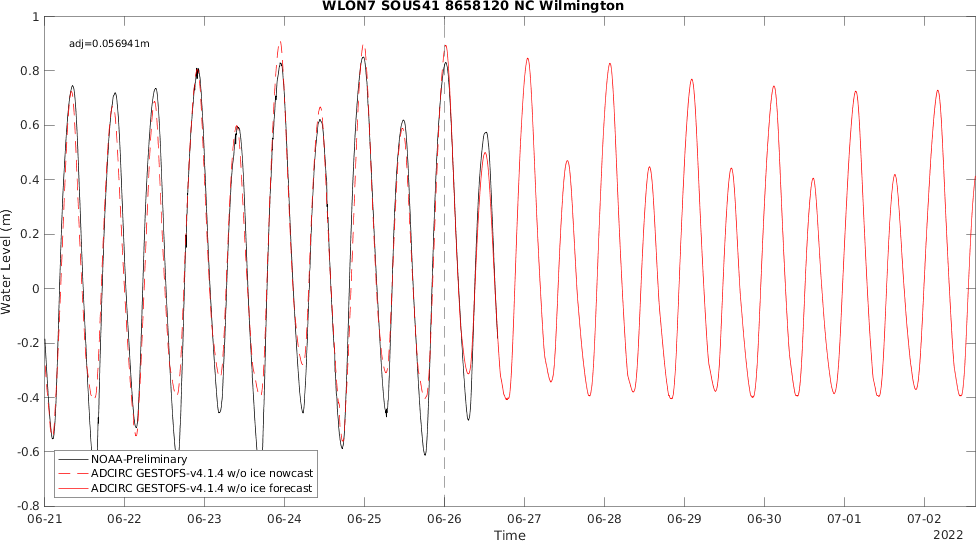 WLON7 SOUS41 8658120 NC Wilmington
adj=0.056941m
1
0.8
0.6
0.4
0.2
0
-0.2
-0.4
-0.6
-0.8
Water Level (m)
NOAA-Preliminary
ADCIRC GESTOFS-v4.1.4 w/o ice nowcast
ADCIRC GESTOFS-v4.1.4 w/o ice forecast
06-21 06-22 06-23 06-24 06-25 06-26 06-27 06-28 06-29 06-30 07-01 07-02
Time
2022